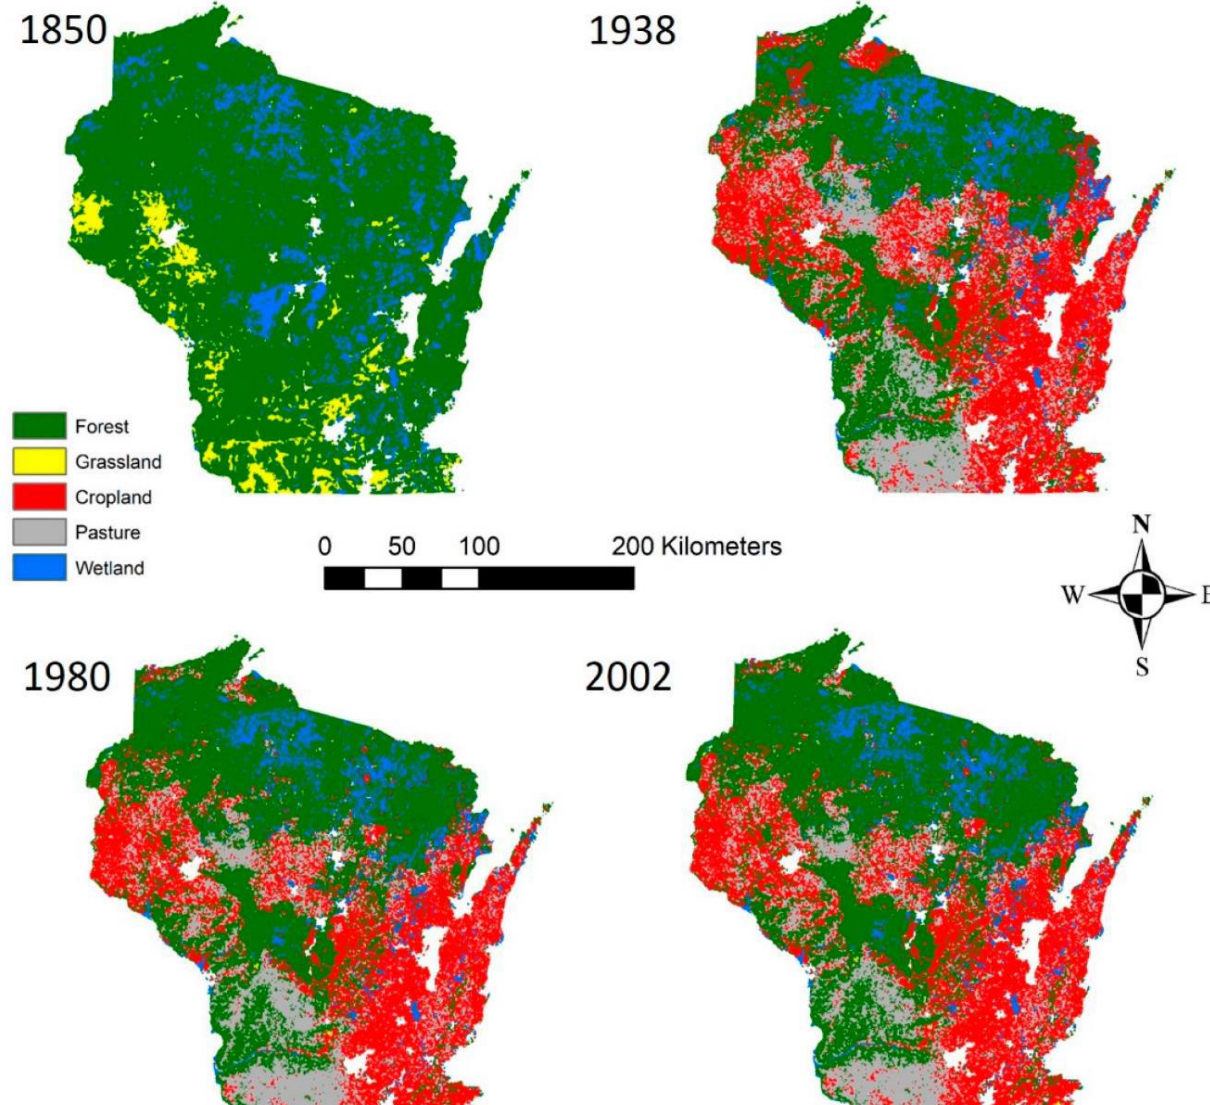 1850
1938
Forest
Grassland
Cropland
Pasture
Wetland
0 50 100 200 Kilometers
N
W E
S
1980
2002